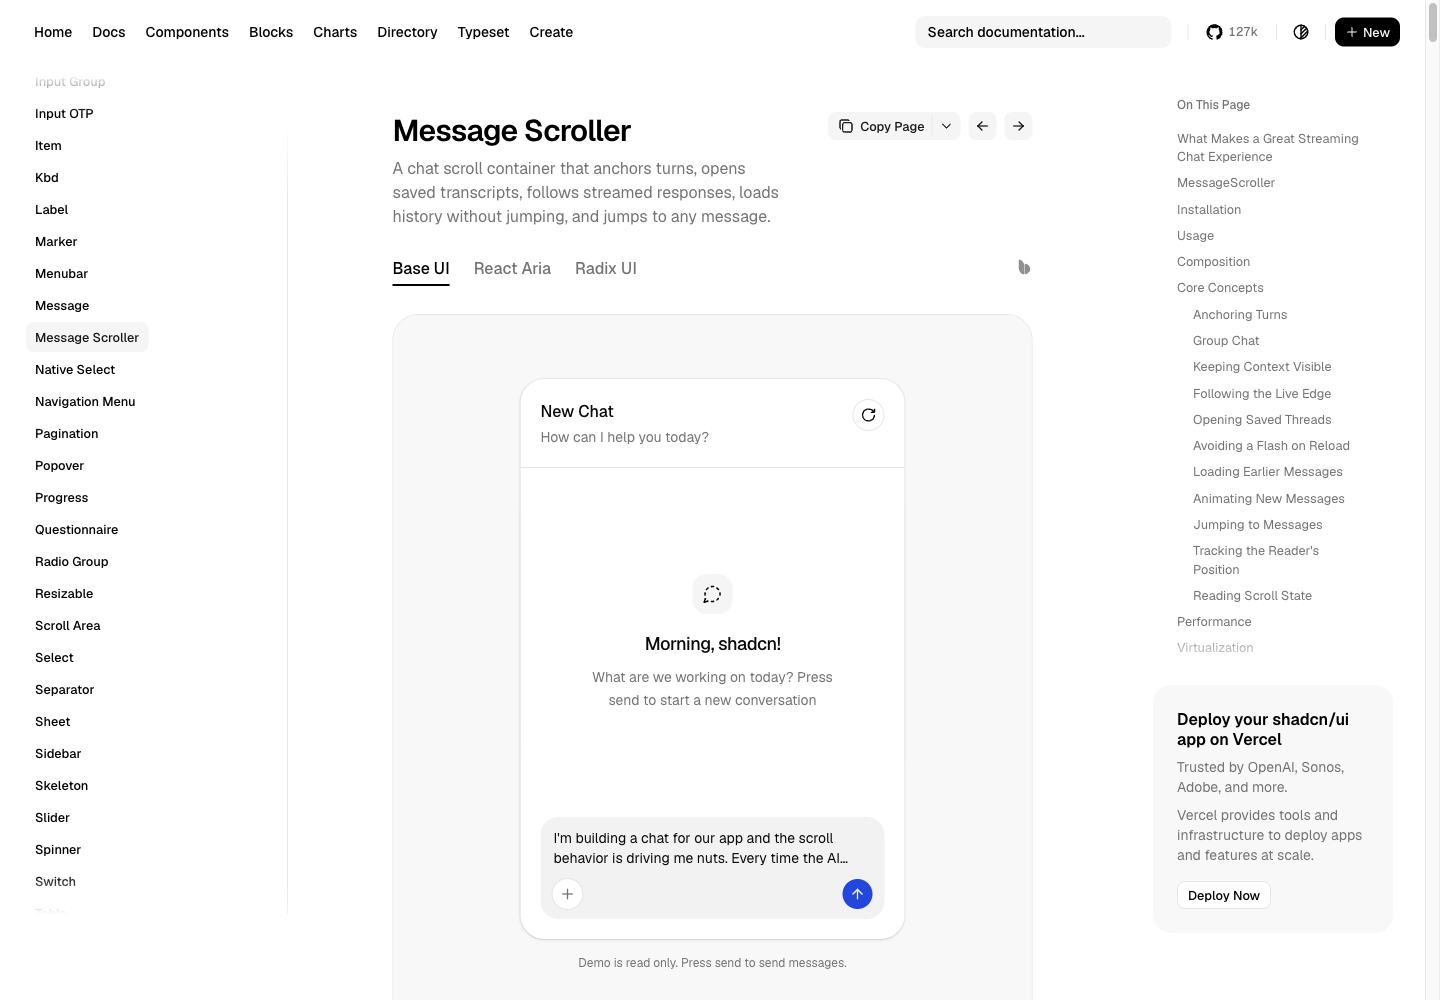 Home Docs Components Blocks Charts Directory Typeset Create
Search documentation...
127k
New
Input Group
Input OTP
Item
Kbd
Label
Marker
Menubar
Message
Message Scroller
Native Select
Navigation Menu
Pagination
Popover
Progress
Questionnaire
Radio Group
Resizable
Scroll Area
Select
Separator
Sheet
Sidebar
Skeleton
Slider
Spinner
Switch
Table
Message Scroller
Copy Page
A chat scroll container that anchors turns, opens
saved transcripts, follows streamed responses, loads
history without jumping, and jumps to any message.
Base UI React Aria Radix UI
New Chat
How can I help you today?
Morning, shadcn!
What are we working on today? Press
send to start a new conversation
I'm building a chat for our app and the scroll
behavior is driving me nuts. Every time the AI...
Demo is read only. Press send to send messages.
On This Page
What Makes a Great Streaming
Chat Experience
MessageScroller
Installation
Usage
Composition
Core Concepts
Anchoring Turns
Group Chat
Keeping Context Visible
Following the Live Edge
Opening Saved Threads
Avoiding a Flash on Reload
Loading Earlier Messages
Animating New Messages
Jumping to Messages
Tracking the Reader's
Position
Reading Scroll State
Performance
Virtualization
Deploy your shadcn/ui
app on Vercel
Trusted by OpenAI, Sonos,
Adobe, and more.
Vercel provides tools and
infrastructure to deploy apps
and features at scale.
Deploy Now